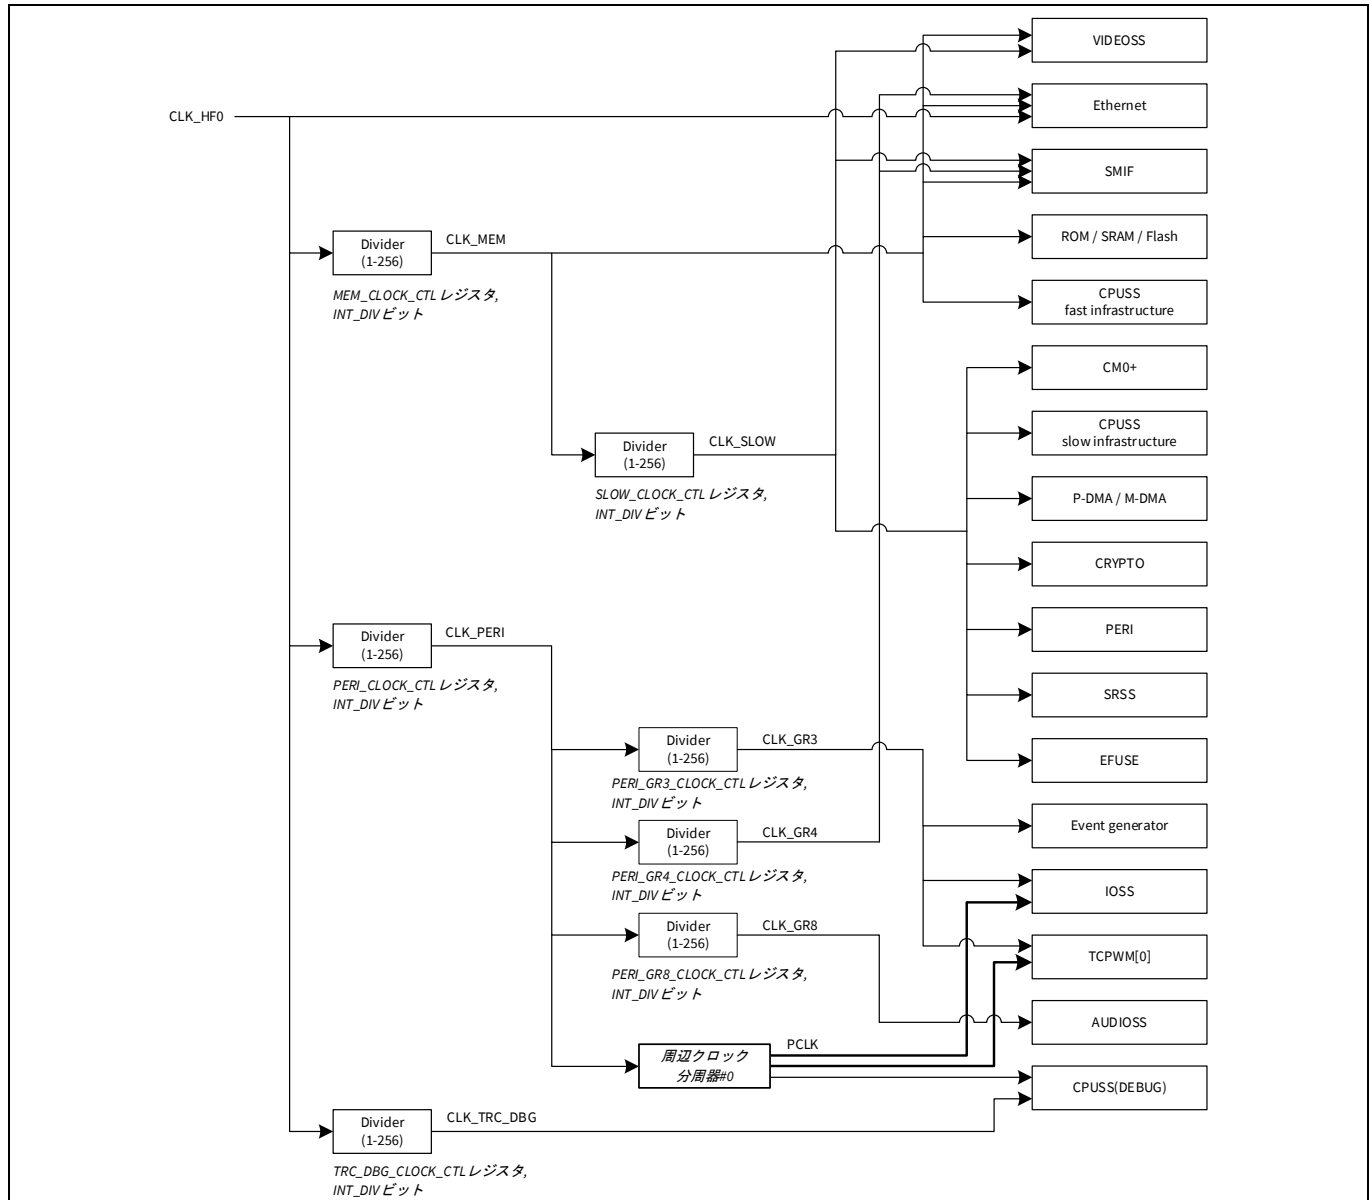 VIDEOSS
Ethernet
CLK_HF0
SMIF
CLK_MEM
Divider
(1-256)
ROM / SRAM / Flash
MEM_CLOCK_CTL レジスタ,
INT_DIV ビット
CPUSS
fast infrastructure
CM0+
CLK_SLOW
Divider
(1-256)
CPUSS
slow infrastructure
SLOW_CLOCK_CTL レジスタ,
INT_DIV ビット
P-DMA / M-DMA
CRYPTO
CLK_PERI
Divider
(1-256)
PERI
PERI_CLOCK_CTL レジスタ,
INT_DIV ビット
SRSS
CLK_GR3
Divider
(1-256)
EFUSE
PERI_GR3_CLOCK_CTL レジスタ,
INT_DIV ビット
CLK_GR4
Divider
(1-256)
Event generator
PERI_GR4_CLOCK_CTL レジスタ,
INT_DIV ビット
IOSS
CLK_GR8
Divider
(1-256)
TCPWM[0]
PERI_GR8_CLOCK_CTL レジスタ,
INT_DIV ビット
AUDIOSS
PCLK
周辺クロック
分周器#0
CPUSS(DEBUG)
CLK_TRC_DBG
Divider
(1-256)
TRC_DBG_CLOCK_CTL レジスタ,
INT_DIV ビット